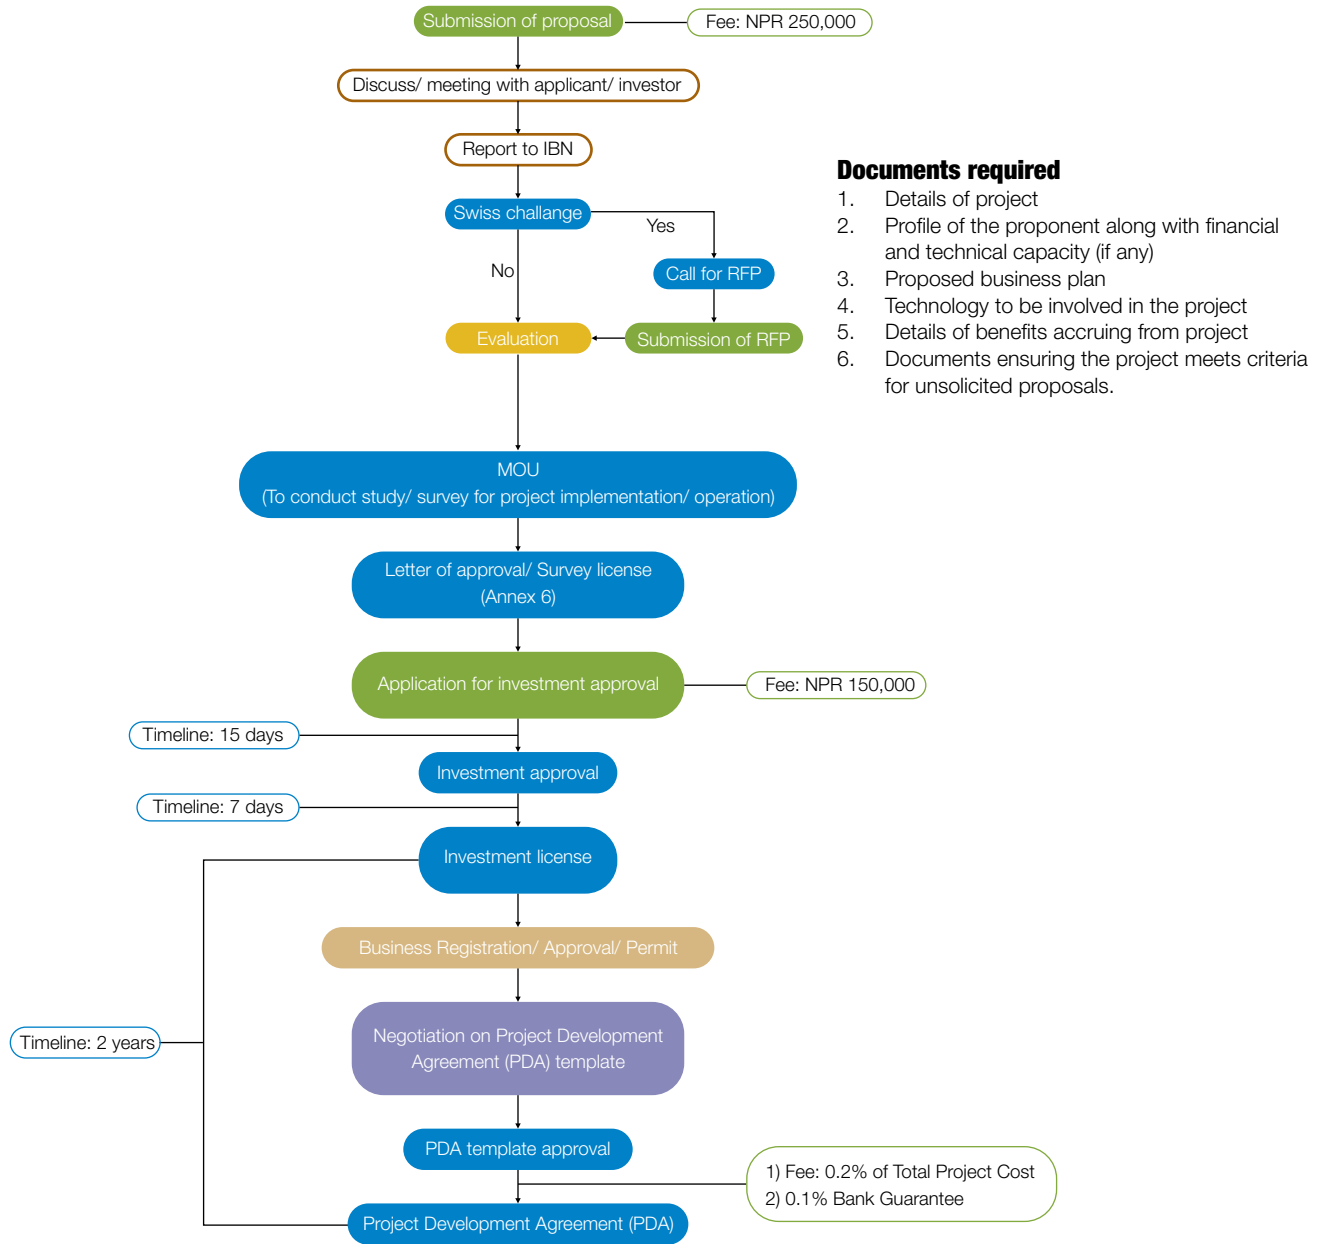 Submission of proposal
Fee: NPR 250,000
Discuss/ meeting with applicant/ investor
Report to IBN
Swiss challange
Yes
No
Call for RFP
Evaluation
Submission of RFP
Documents required
1. Details of project
2. Profile of the proponent along with financial
and technical capacity (if any)
3. Proposed business plan
4. Technology to be involved in the project
5. Details of benefits accruing from project
6. Documents ensuring the project meets criteria
for unsolicited proposals.
MOU
(To conduct study/ survey for project implementation/ operation)
Letter of approval/ Survey license
(Annex 6)
Application for investment approval
Fee: NPR 150,000
Timeline: 15 days
Investment approval
Timeline: 7 days
Investment license
Business Registration/ Approval/ Permit
Timeline: 2 years
Negotiation on Project Development
Agreement (PDA) template
PDA template approval
1) Fee: 0.2% of Total Project Cost
2) 0.1% Bank Guarantee
Project Development Agreement (PDA)